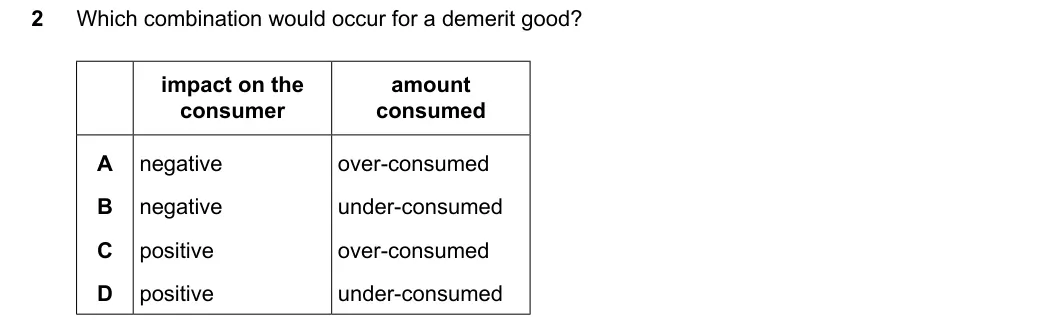 2 Which combination would occur for a demerit good?
impact on the consumer amount consumed
A negative over-consumed
B negative under-consumed
C positive over-consumed
D positive under-consumed